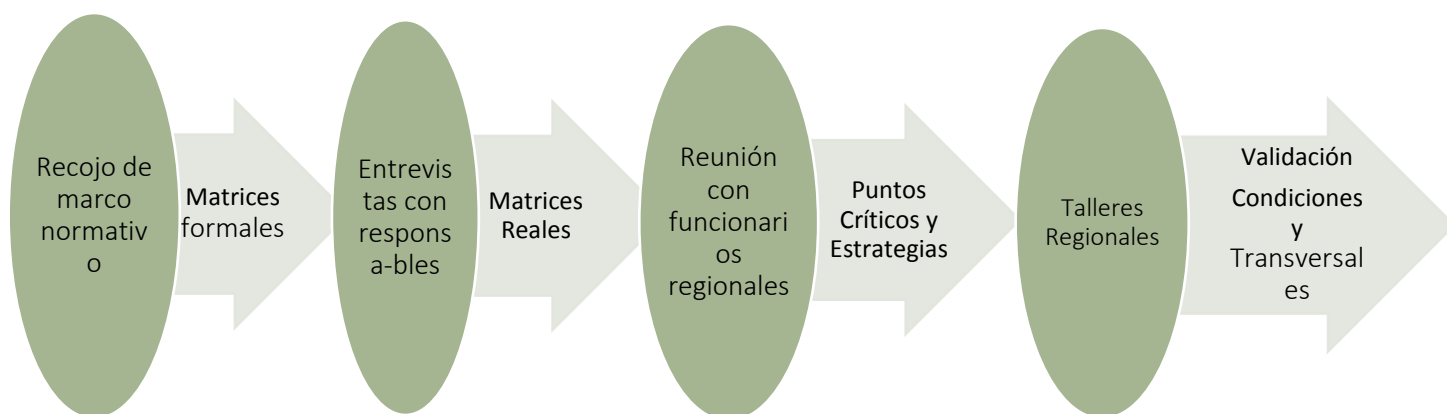 Recojo de
marco
normativ
o
Matrices
formales
Entrevis
tas con
respons
a-bles
Matrices
Reales
Reunión
con
funcionari
os
regionales
Puntos
Críticos y
Estrategias
Talleres
Regionales
Validación
Condiciones
y
Transversal
es